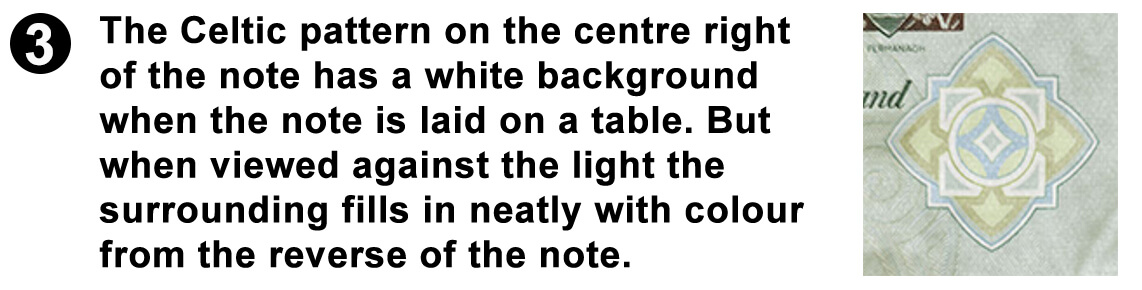 3
The Celtic pattern on the centre right
of the note has a white background
when the note is laid on a table. But
when viewed against the light the
surrounding fills in neatly with colour
from the reverse of the note.
FERMANAGH
and